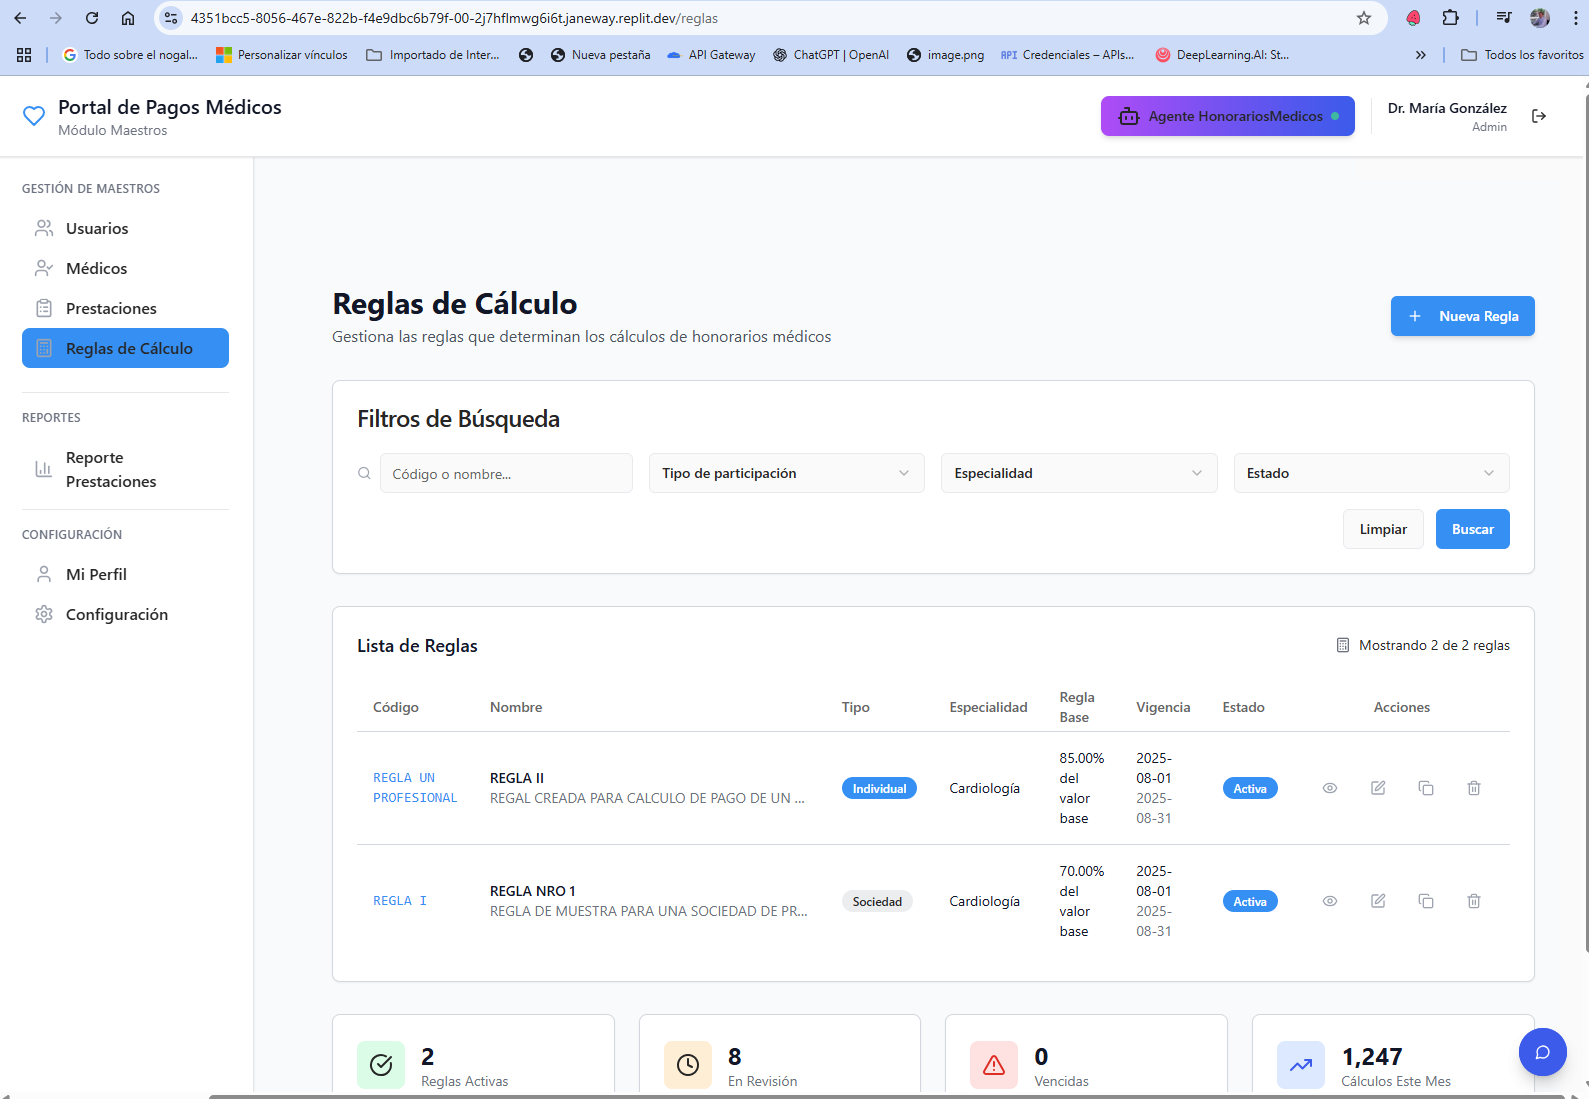 4351bcc5-8056-467e-822b-f4e9dbc6b79f-00-2j7hflmwg6i6t.janeway.replit.dev/reglas
Todo sobre el nogal...
Personalizar vínculos
Importado de Inter...
Nueva pestaña
API Gateway
ChatGPT | OpenAI
image.png
API Credenciales – APIs...
DeepLearning.AI: St...
Todos los favoritos
Portal de Pagos Médicos
Módulo Maestros
Agente HonorariosMedicos
Dr. María González
Admin
GESTIÓN DE MAESTROS
Usuarios
Médicos
Prestaciones
Reglas de Cálculo
REPORTES
Reporte
Prestaciones
CONFIGURACIÓN
Mi Perfil
Configuración
Reglas de Cálculo
Gestiona las reglas que determinan los cálculos de honorarios médicos
+ Nueva Regla
Filtros de Búsqueda
Código o nombre...
Tipo de participación
Especialidad
Estado
Limpiar
Buscar
Lista de Reglas
Mostrando 2 de 2 reglas
Código
Nombre
Tipo
Especialidad
Regla
Base
Vigencia
Estado
Acciones
REGLA UN
PROFESIONAL
REGLA II
REGAL CREADA PARA CALCULO DE PAGO DE UN ...
Individual
Cardiología
85.00%
del
valor
base
2025-
08-01
2025-
08-31
Activa
REGLA I
REGLA NRO 1
REGLA DE MUESTRA PARA UNA SOCIEDAD DE PR...
Sociedad
Cardiología
70.00%
del
valor
base
2025-
08-01
2025-
08-31
Activa
2
Reglas Activas
8
En Revisión
0
Vencidas
1,247
Cálculos Este Mes